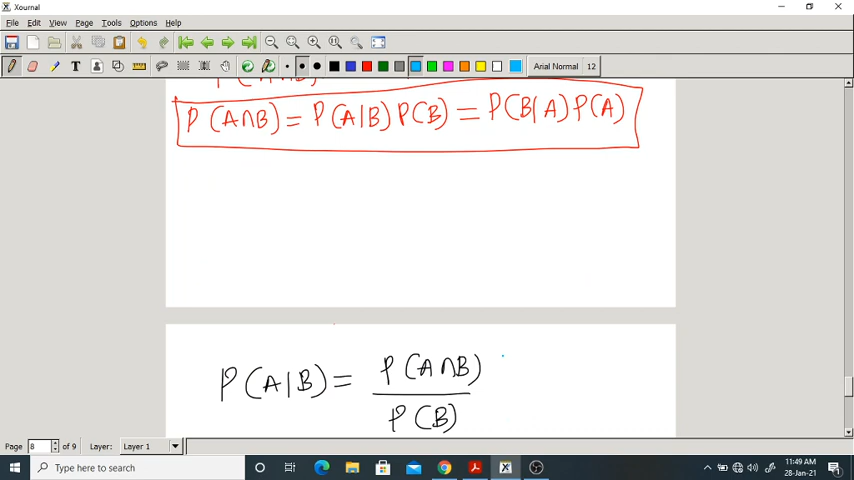 Xournal
File Edit View Page Tools Options Help
Arial Normal 12
P(A∩B) = P(A|B) P(B) = P(B|A) P(A)
P(A|B) = P(A∩B)
P(B)
Page 8 of 9 Layer: Layer 1
Type here to search
11:49 AM
28-Jan-21